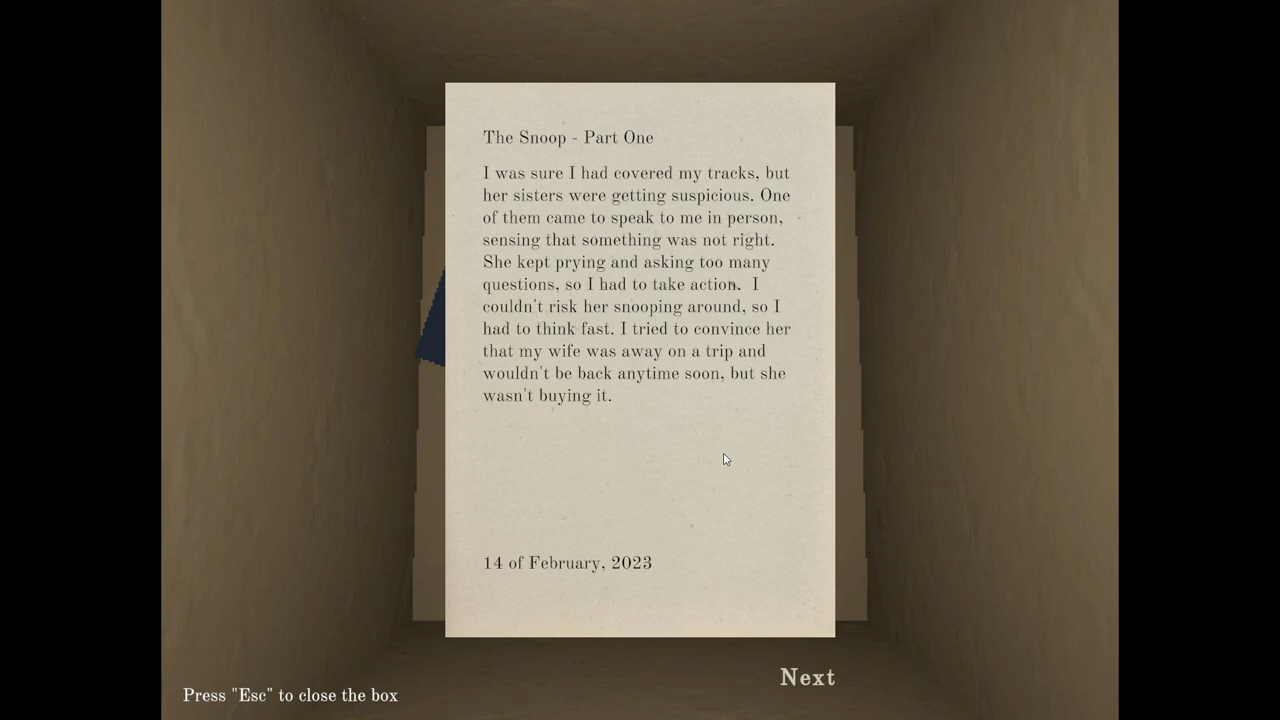 The Snoop - Part One
I was sure I had covered my tracks, but
her sisters were getting suspicious. One
of them came to speak to me in person,
sensing that something was not right.
She kept prying and asking too many
questions, so I had to take action.  I
couldn't risk her snooping around, so I
had to think fast. I tried to convince her
that my wife was away on a trip and
wouldn't be back anytime soon, but she
wasn't buying it.
14 of February, 2023
Next
Press "Esc" to close the box